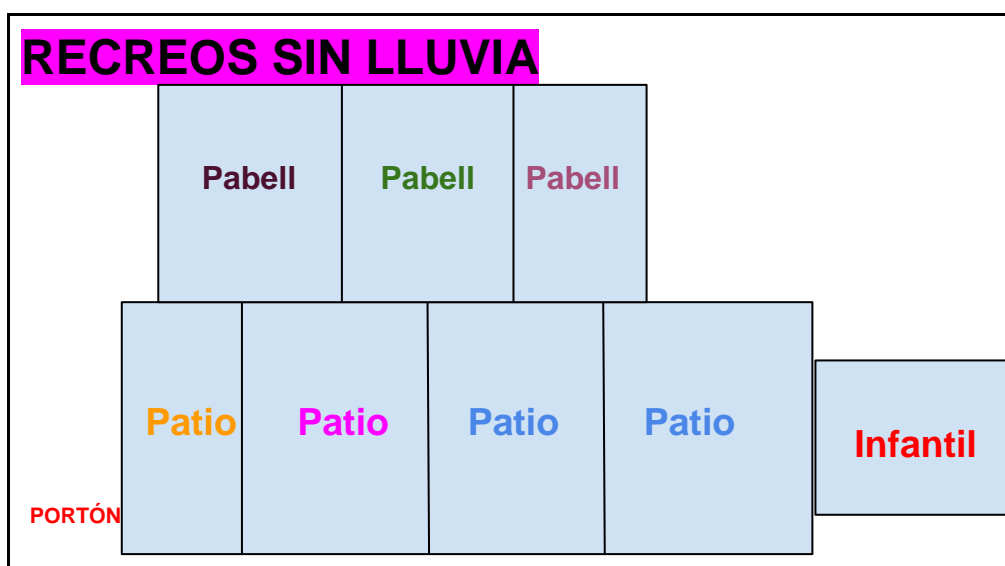 RECREOS SIN LLUVIA
Pabell Pabell Pabell
Patio Patio Patio Patio
Infantil
PORTÓN